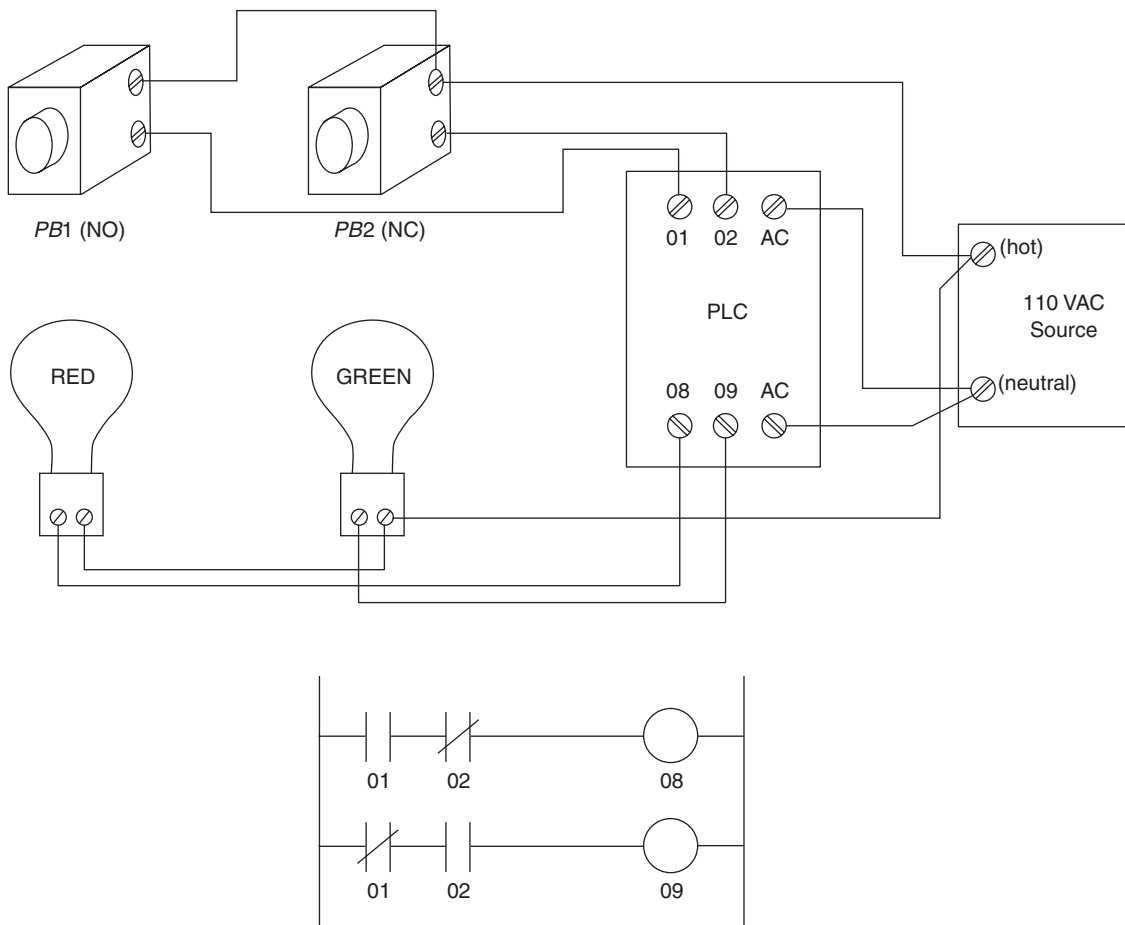 PB1 (NO)
PB2 (NC)
01 02 AC
(hot)
PLC
110 VAC
Source
RED
GREEN
08 09 AC
(neutral)
01 02 08
01 02 09